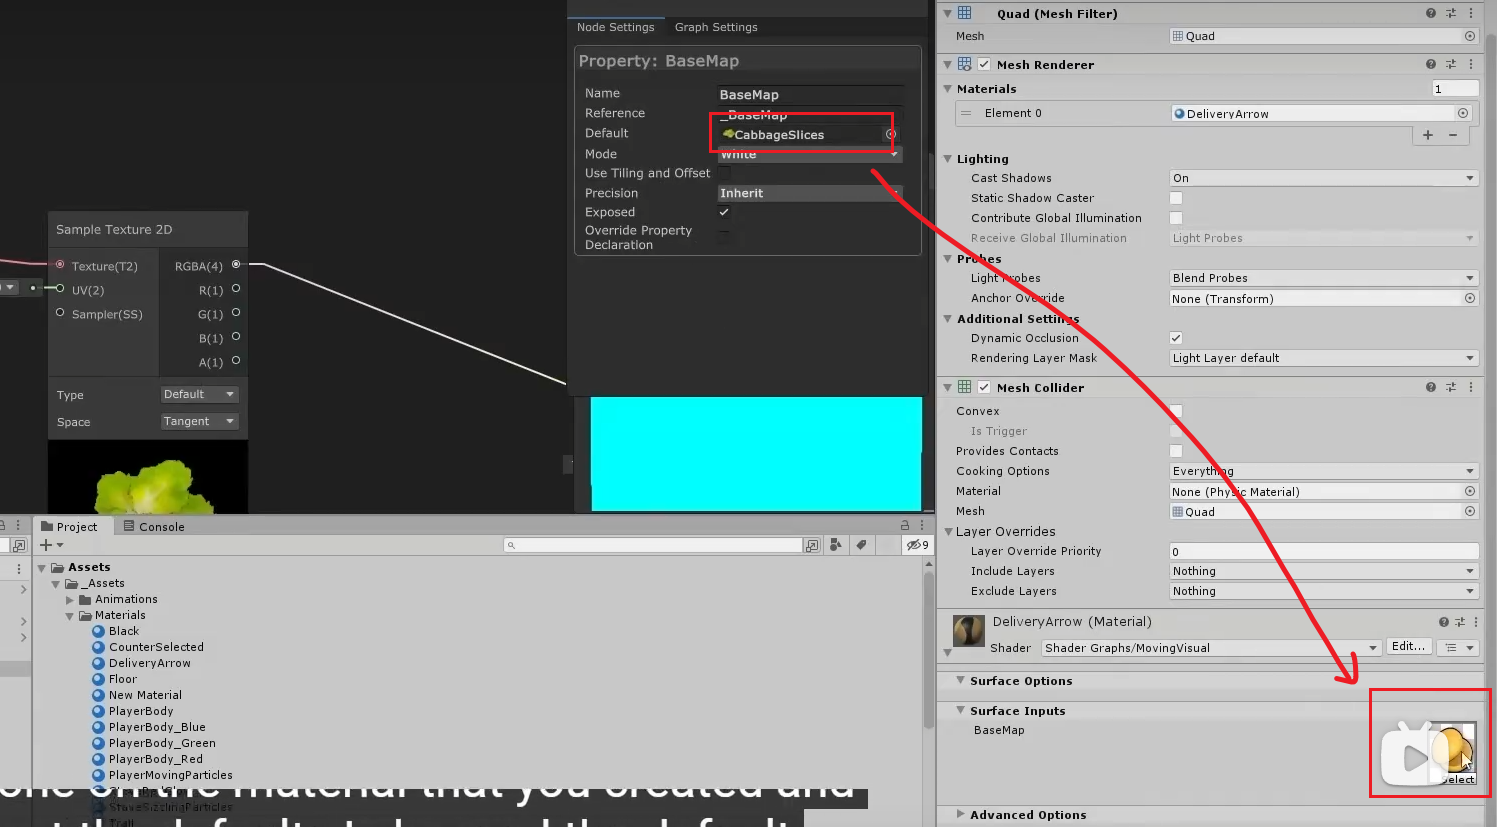 Node Settings
Graph Settings
Property: BaseMap
Name
BaseMap
Reference
_BaseMap
Default
CabbageSlices
Mode
White
Use Tiling and Offset
Precision
Inherit
Exposed
Override Property
Declaration
Sample Texture 2D
Texture(T2)
RGBA(4)
UV(2)
R(1)
Sampler(SS)
G(1)
B(1)
A(1)
Type
Default
Space
Tangent
Project
Console
9
Assets
_Assets
Animations
Materials
Black
CounterSelected
DeliveryArrow
Floor
New Material
PlayerBody
PlayerBody_Blue
PlayerBody_Green
PlayerBody_Red
PlayerMovingParticles
one of the material that you created and
Quad (Mesh Filter)
Mesh
Quad
Mesh Renderer
Materials
1
Element 0
DeliveryArrow
Lighting
Cast Shadows
On
Static Shadow Caster
Contribute Global Illumination
Receive Global Illumination
Light Probes
Probes
Light Probes
Blend Probes
Anchor Override
None (Transform)
Additional Settings
Dynamic Occlusion
Rendering Layer Mask
Light Layer default
Mesh Collider
Convex
Is Trigger
Provides Contacts
Cooking Options
Everything
Material
None (Physic Material)
Mesh
Quad
Layer Overrides
Layer Override Priority
0
Include Layers
Nothing
Exclude Layers
Nothing
DeliveryArrow (Material)
Shader
Shader Graphs/MovingVisual
Edit...
Surface Options
Surface Inputs
BaseMap
Select
Advanced Options